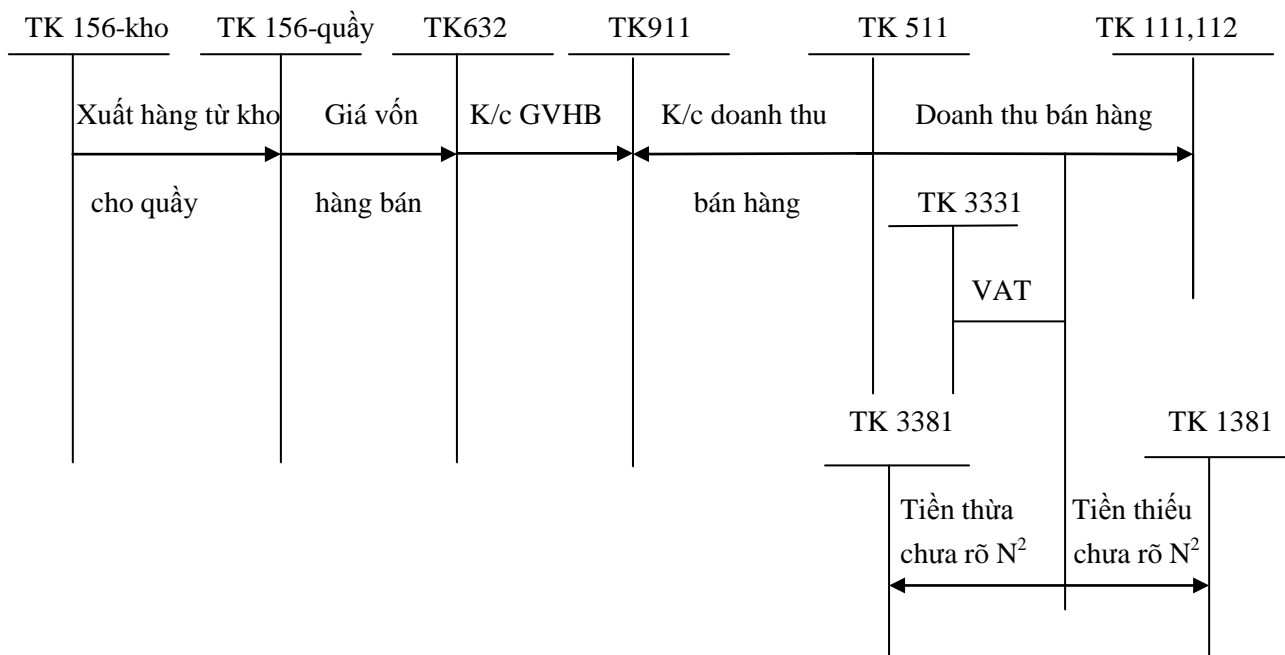 TK 156-kho TK 156-quầy TK632 TK911 TK 511 TK 111,112
Xuất hàng từ kho Giá vốn K/c GVHB K/c doanh thu Doanh thu bán hàng
cho quầy hàng bán bán hàng TK 3331
VAT
TK 3381 TK 1381
Tiền thừa Tiền thiếu
chưa rõ N² chưa rõ N²